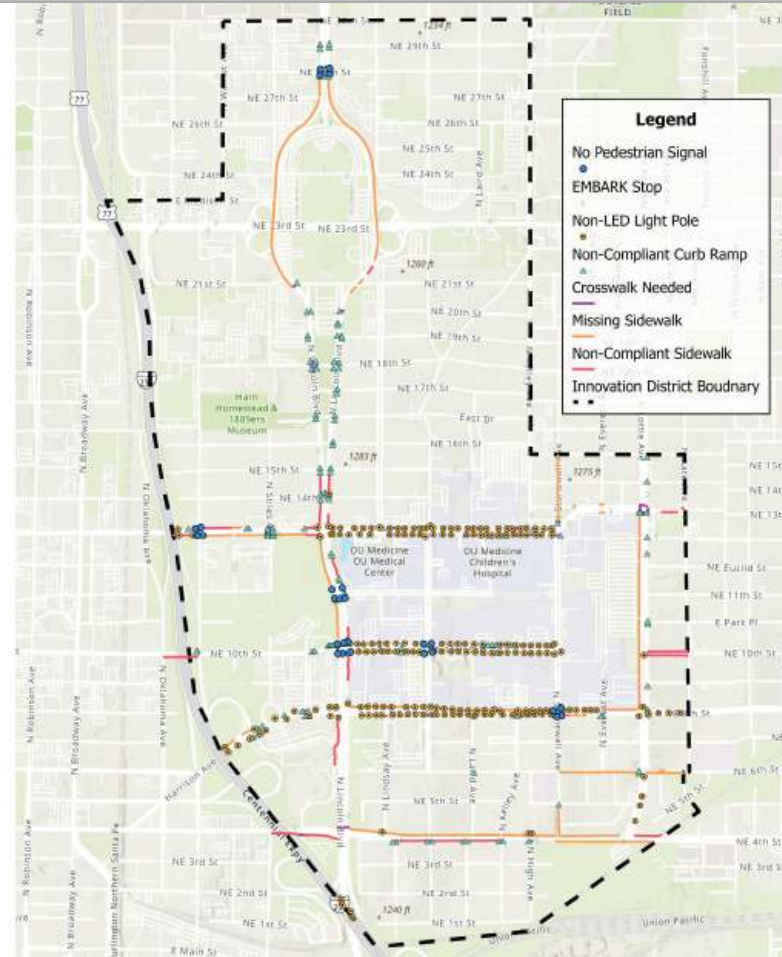 FIELD
1254 ft
NE 29th St
NE 27th St
NE 27th St
NE 26th St
NE 26th St
NE 25th St
NE 24th St
NE 24th St
N Laird Ave
NE 23rd St
NE 23rd St
1260 ft
NE 21st St
NE 21st St
NE 20th St
NE 19th St
NE 18th St
NE 17th St
East Dr
NE 16th St
Harn
Homestead &
1889ers
Museum
77
77
N Robinson Ave
N Broadway Ave
N Oklahoma Ave
NE 15th St
NE 14th
1283 ft
1275 ft
Legend
No Pedestrian Signal
EMBARK Stop
Non-LED Light Pole
Non-Compliant Curb Ramp
Crosswalk Needed
Missing Sidewalk
Non-Compliant Sidewalk
Innovation District Boudnary
NE 15t
NE 14t
NE 13t
OU Medicine
OU Medical
Center
OU Medicine
Children's
Hospital
NE Euclid St
NE 11th St
E Park Pl
NE 10th St
NE 10th St
N Robinson Ave
N Broadway Ave
N Oklahoma Ave
Harrison Ave
N Lincoln Blvd
N Lindsay Ave
N Laird Ave
N Kelley Ave
N Everest Ave
NE 6th St
NE 5th St
NE 5th St
NE 4th St
NE 3rd S
Centennial Expy
NE 3rd St
NE 3rd St
N High Ave
NE 2nd St
NE 2nd St
NE 1st St
NE 1st St
1240 ft
E Main St
N Robinson Ave
N Broadway Ave
urlington Northern Santa Fe
Union Pacific
Union Pacific